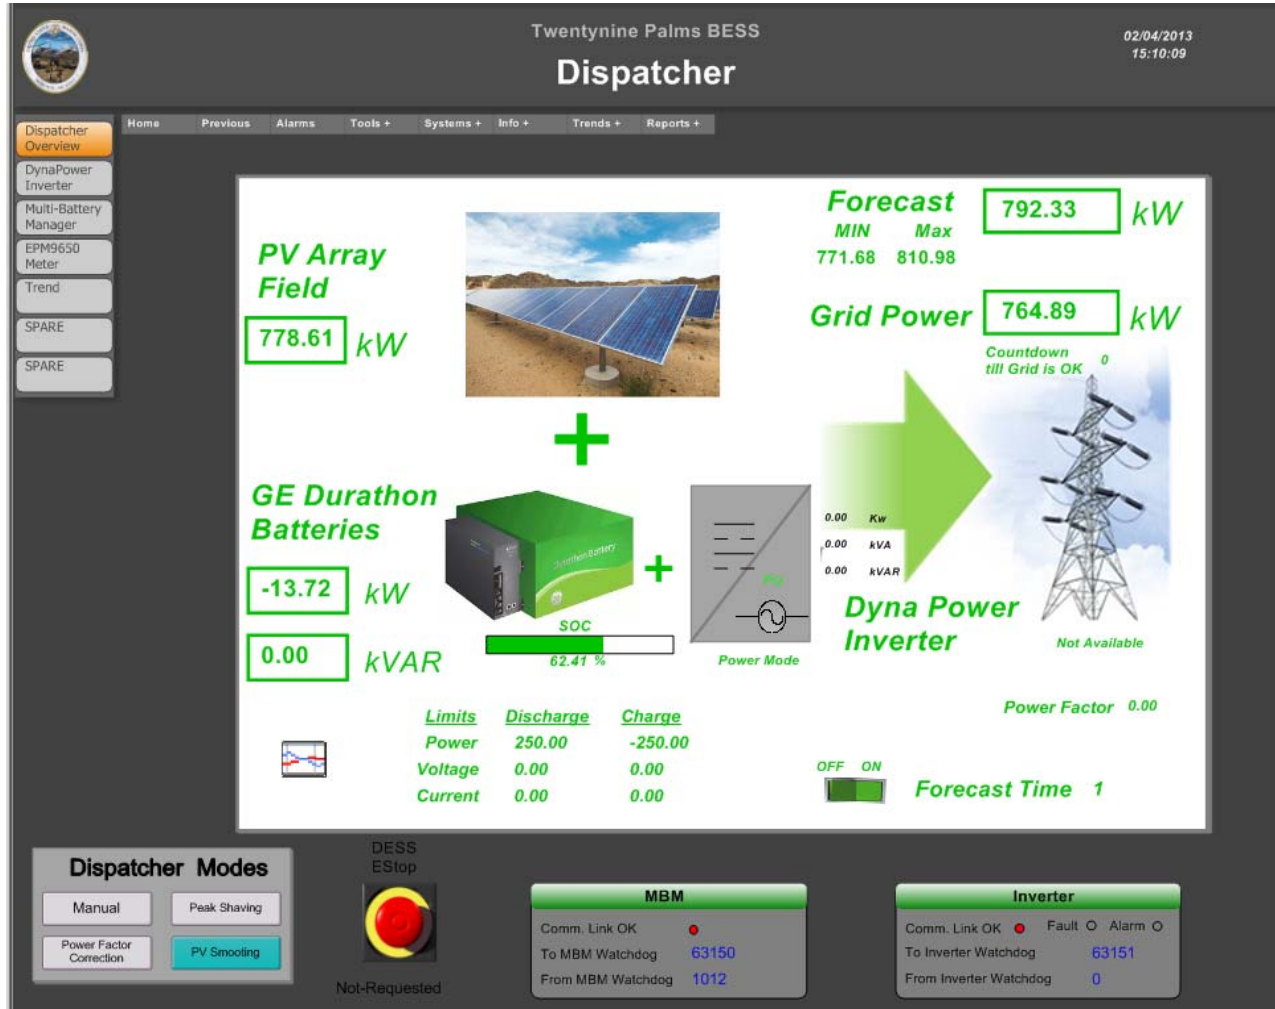 Twentynine Palms BESS
Dispatcher
02/04/2013
15:10:09
Home Previous Alarms Tools + Systems + Info + Trends + Reports +
Dispatcher
Overview
DynaPower
Inverter
Multi-Battery
Manager
EPM9650
Meter
Trend
SPARE
SPARE
PV Array
Field
778.61 kW
Forecast 792.33 kW
MIN Max
771.68 810.98
Grid Power 764.89 kW
Countdown
till Grid is OK 0
GE Durathon
Batteries
-13.72 kW
0.00 kVAR
Durathon Battery
SOC
62.41 %
Power Mode
0.00 Kw
0.00 kVA
0.00 kVAR
Dyna Power
Inverter
Not Available
Power Factor 0.00
Limits Discharge Charge
Power 250.00 -250.00
Voltage 0.00 0.00
Current 0.00 0.00
OFF ON
Forecast Time 1
Dispatcher Modes
Manual
Peak Shaving
Power Factor
Correction
PV Smooting
DESS
EStop
Not-Requested
MBM
Comm. Link OK
To MBM Watchdog 63150
From MBM Watchdog 1012
Inverter
Comm. Link OK Fault Alarm
To Inverter Watchdog 63151
From Inverter Watchdog 0